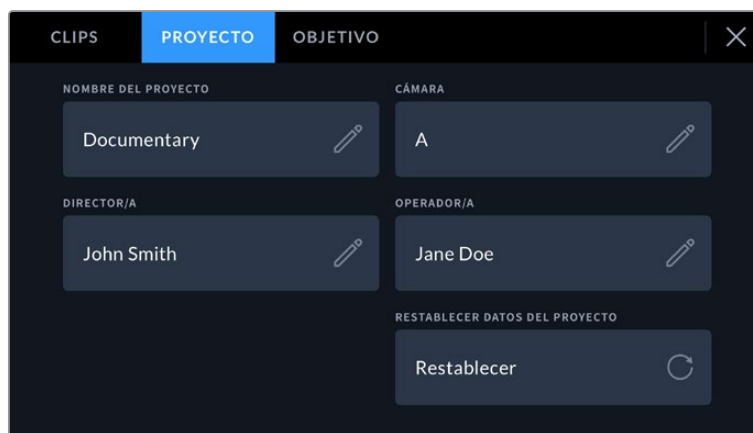 CLIPS PROYECTO OBJETIVO
NOMBRE DEL PROYECTO CÁMARA
Documentary A
DIRECTOR/A OPERADOR/A
John Smith Jane Doe
RESTABLECER DATOS DEL PROYECTO
Restablecer